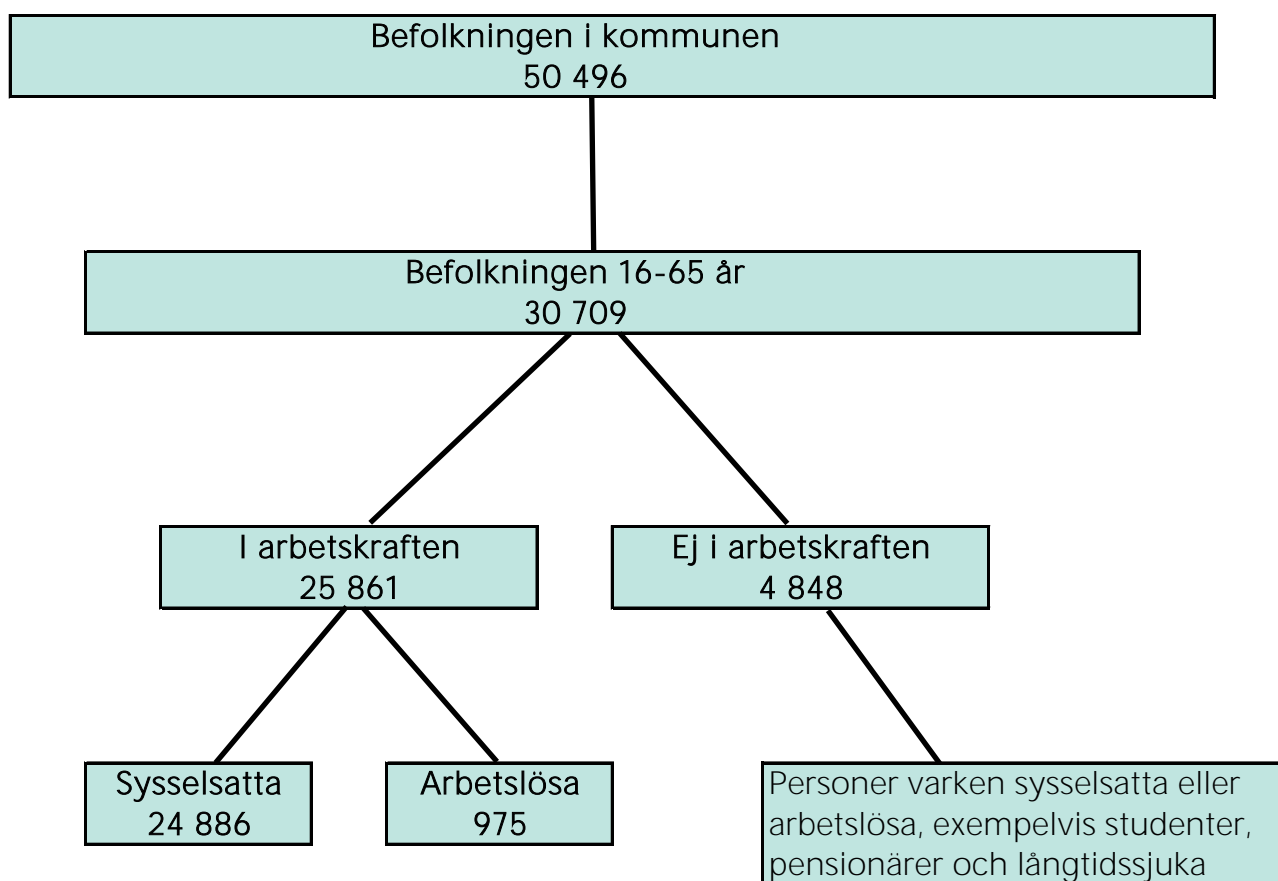 Befolkningen i kommunen
50 496
Befolkningen 16-65 år
30 709
I arbetskraften
25 861
Ej i arbetskraften
4 848
Sysselsatta
24 886
Arbetslösa
975
Personer varken sysselsatta eller
arbetslösa, exempelvis studenter,
pensionärer och långtidssjuka